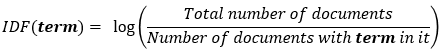 IDF(term) = log(Total number of documents / Number of documents with term in it)